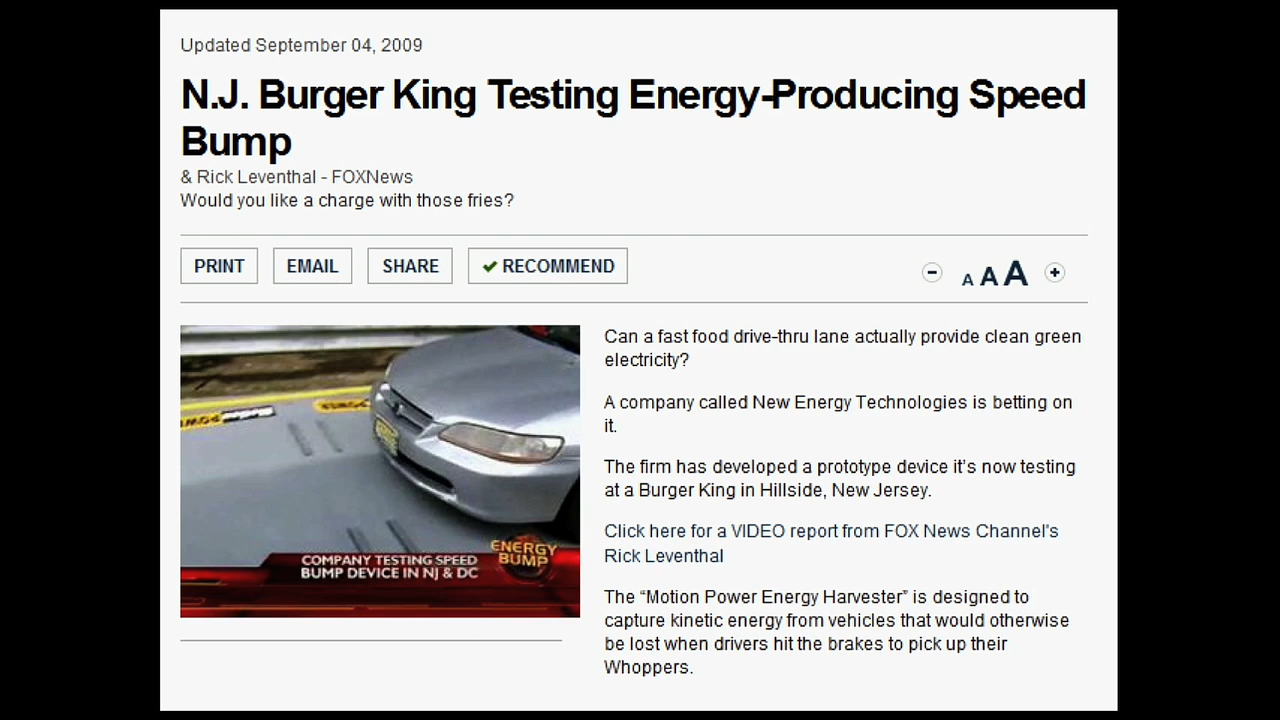 Updated September 04, 2009
N.J. Burger King Testing Energy-Producing Speed
Bump
& Rick Leventhal - FOXNews
Would you like a charge with those fries?
PRINT EMAIL SHARE RECOMMEND A A A
Can a fast food drive-thru lane actually provide clean green
electricity?
A company called New Energy Technologies is betting on
it.
The firm has developed a prototype device it's now testing
at a Burger King in Hillside, New Jersey.
Click here for a VIDEO report from FOX News Channel's
Rick Leventhal
The “Motion Power Energy Harvester” is designed to
capture kinetic energy from vehicles that would otherwise
be lost when drivers hit the brakes to pick up their
Whoppers.
ENERGY
BUMP
COMPANY TESTING SPEED
BUMP DEVICE IN NJ & DC